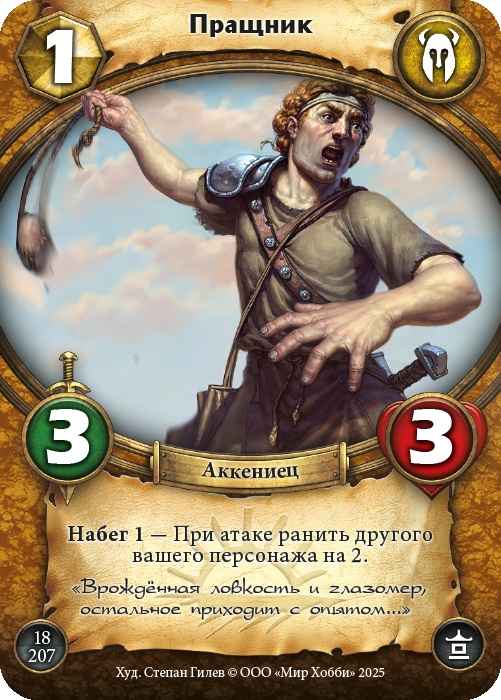 Пращник
1
3
3
Аккениец
Набег 1 — При атаке ранить другого
вашего персонажа на 2.
«Врождённая ловкость и глазомер,
остальное приходит с опытом...»
18
207
Худ. Степан Гилев © ООО «Мир Хобби» 2025